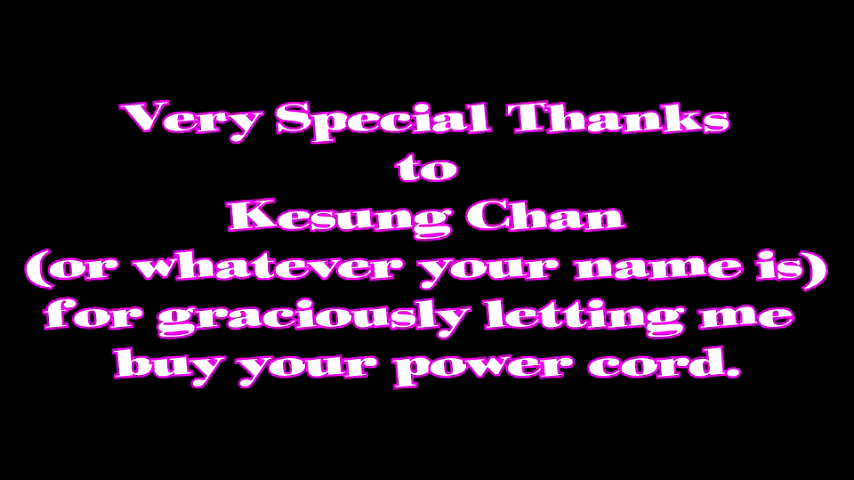 Very Special Thanks
to
Kesung Chan
(or whatever your name is)
for graciously letting me
buy your power cord.